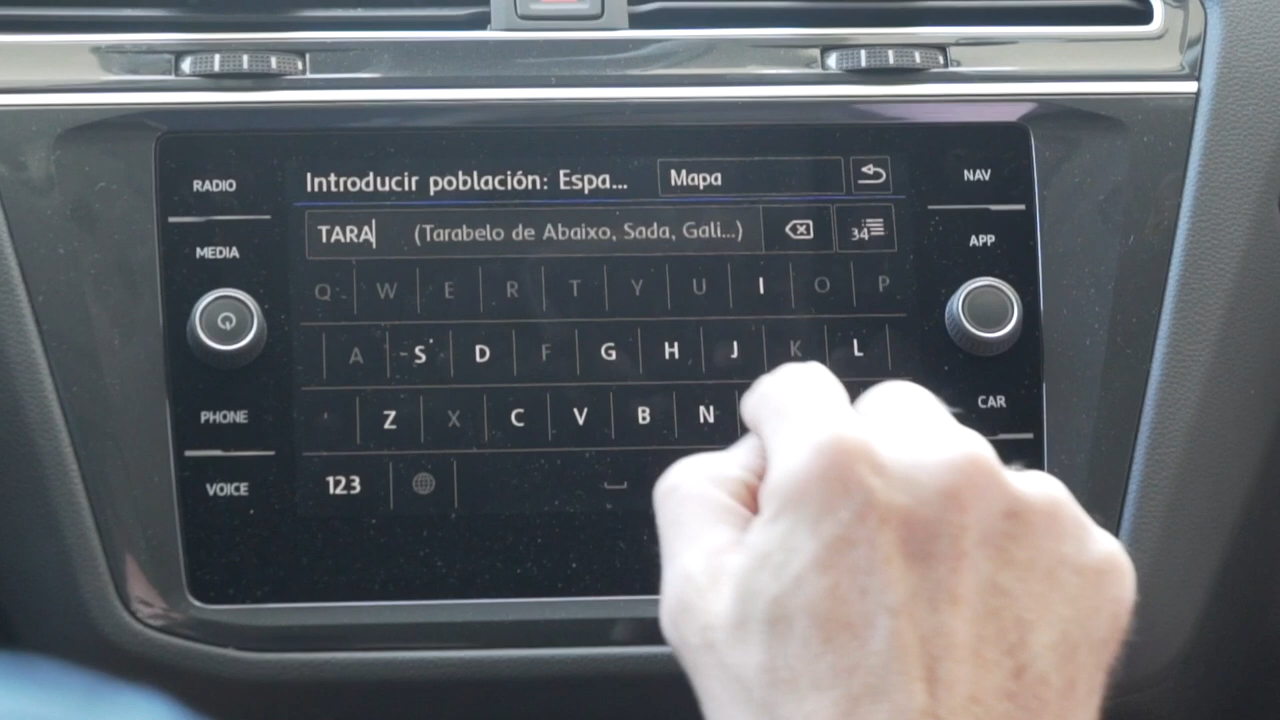 RADIO
MEDIA
PHONE
VOICE
Introducir población: Espa... Mapa
TARA (Tarabelo de Abaixo, Sada, Gali...) 34
Q W E R T Y U I O P
A S D F G H J K L
Z X C V B N
123
NAV
APP
CAR